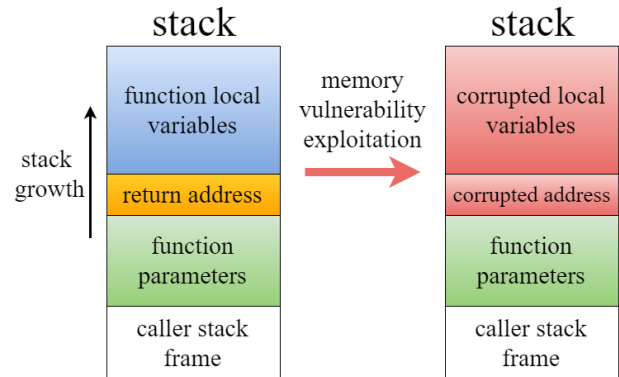 stack
function local
variables
return address
function
parameters
caller stack
frame
stack
growth
memory
vulnerability
exploitation
stack
corrupted local
variables
corrupted address
function
parameters
caller stack
frame